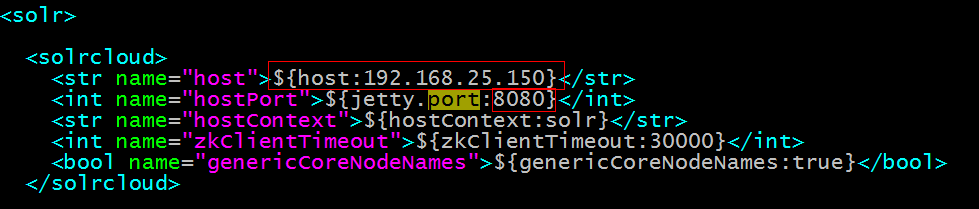 <solr>
<solrcloud>
<str name="host">${host:192.168.25.150}</str>
<int name="hostPort">${jetty.port:8080}</int>
<str name="hostContext">${hostContext:solr}</str>
<int name="zkClientTimeout">${zkClientTimeout:30000}</int>
<bool name="genericCoreNodeNames">${genericCoreNodeNames:true}</bool>
</solrcloud>